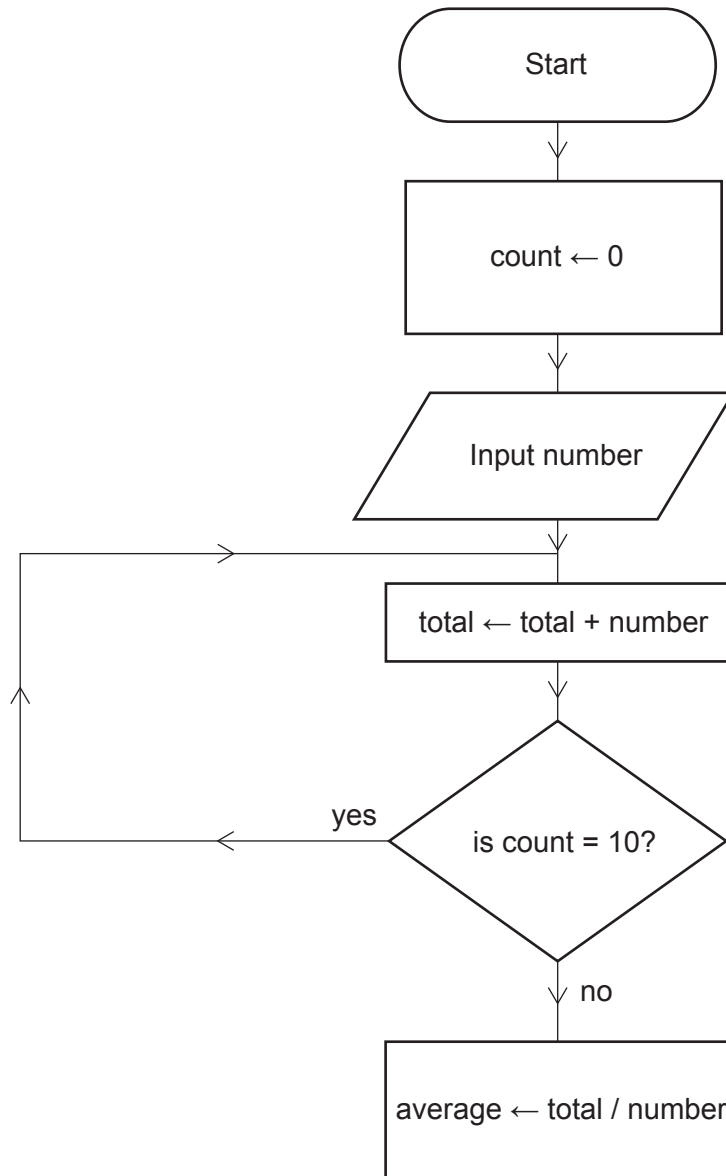 Start
count ← 0
Input number
total ← total + number
yes
is count = 10?
no
average ← total / number